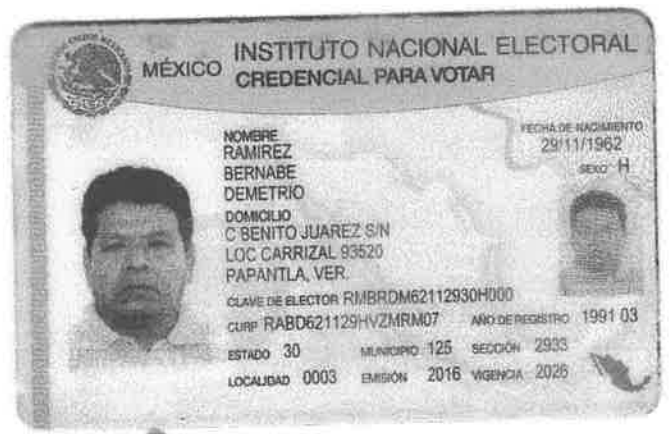 MÉXICO
INSTITUTO NACIONAL ELECTORAL
CREDENCIAL PARA VOTAR
NOMBRE
RAMIREZ
BERNABE
DEMETRIO
FECHA DE NACIMIENTO
29/11/1962
SEXO H
DOMICILIO
C BENITO JUAREZ S/N
LOC CARRIZAL 93520
PAPANTLA, VER.
CLAVE DE ELECTOR RMBRDM62112930H000
CURP RABD621129HVZMRM07 AÑO DE REGISTRO 1991 03
ESTADO 30 MUNICIPIO 125 SECCIÓN 2933
LOCALIDAD 0003 EMISIÓN 2016 VIGENCIA 2026